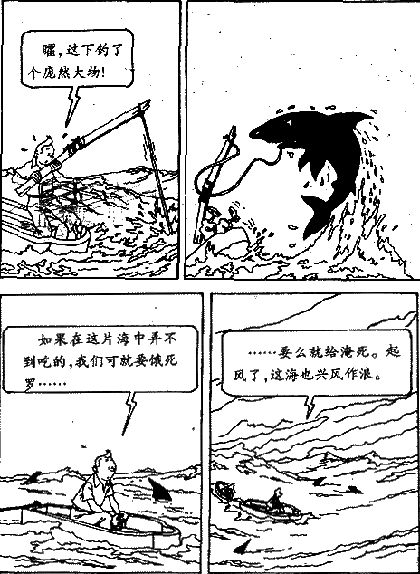 嚯,这下钓了
个庞然大物!
如果在这片海中弄不
到吃的,我们可就要饿死
罗……
……要么就给淹死。起
风了,这海也兴风作浪。